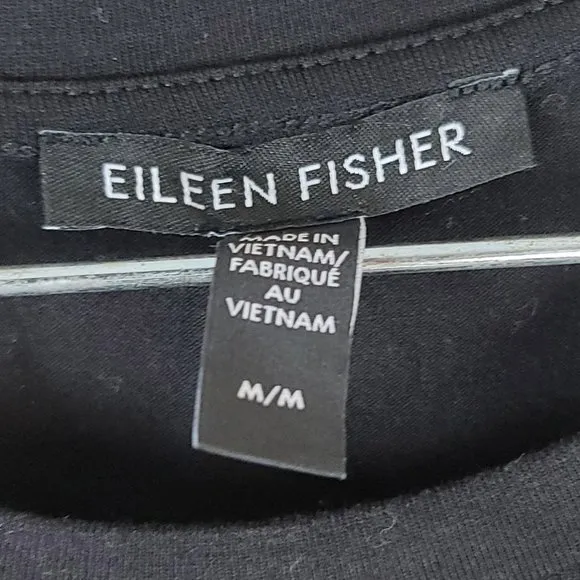 EILEEN FISHER
MADE IN
VIETNAM/
FABRIQUÉ
AU
VIETNAM
M/M